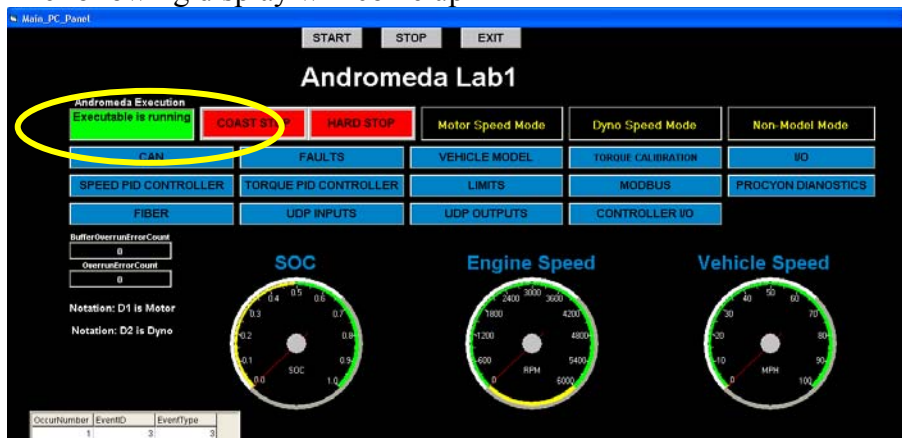 Main_PC_Panel
START STOP EXIT
Andromeda Lab1
Andromeda Execution
Executable is running COAST STOP HARD STOP Motor Speed Mode Dyno Speed Mode Non-Model Mode
CAN FAULTS VEHICLE MODEL TORQUE CALIBRATION I/O
SPEED PID CONTROLLER TORQUE PID CONTROLLER LIMITS MODBUS PROCYON DIANOSTICS
FIBER UDP INPUTS UDP OUTPUTS CONTROLLER I/O
BufferOverrunErrorCount
0
OverrunErrorCount
0
Notation: D1 is Motor
Notation: D2 is Dyno
SOC Engine Speed Vehicle Speed
0.0 0.1 0.2 0.3 0.4 0.5 0.6 0.7 0.8 0.9 1.0
SOC
0 600 1200 1800 2400 3000 3600 4200 4800 5400 6000
RPM
0 10 20 30 40 50 60 70 80 90 100
MPH
OccurNumber EventID EventType
1 3 3